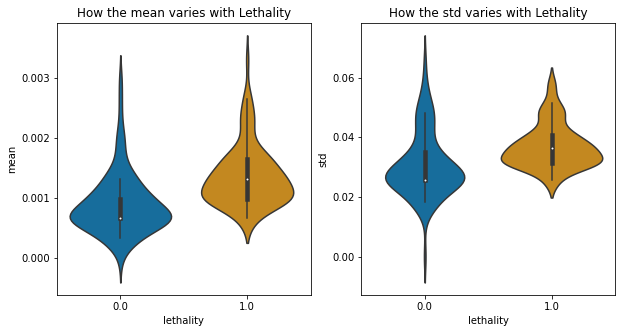 How the mean varies with Lethality
0.003
0.002
0.001
0.000
mean
0.0
1.0
lethality
How the std varies with Lethality
0.06
0.04
0.02
0.00
std
0.0
1.0
lethality